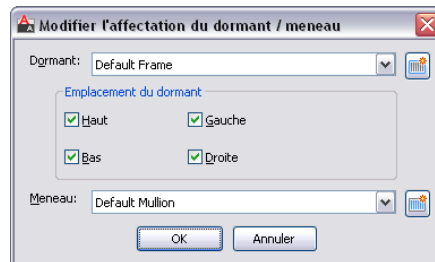 Modifier l'affectation du dormant / meneau
Dormant: Default Frame
Emplacement du dormant
Haut Gauche
Bas Droite
Meneau: Default Mullion
OK Annuler